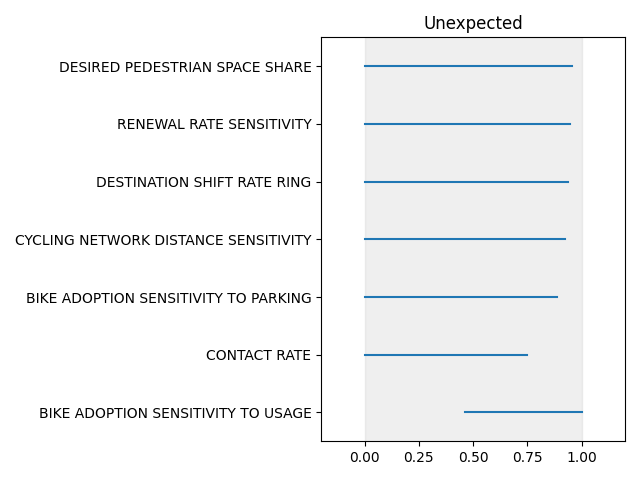 Unexpected
DESIRED PEDESTRIAN SPACE SHARE
RENEWAL RATE SENSITIVITY
DESTINATION SHIFT RATE RING
CYCLING NETWORK DISTANCE SENSITIVITY
BIKE ADOPTION SENSITIVITY TO PARKING
CONTACT RATE
BIKE ADOPTION SENSITIVITY TO USAGE
0.00 0.25 0.50 0.75 1.00